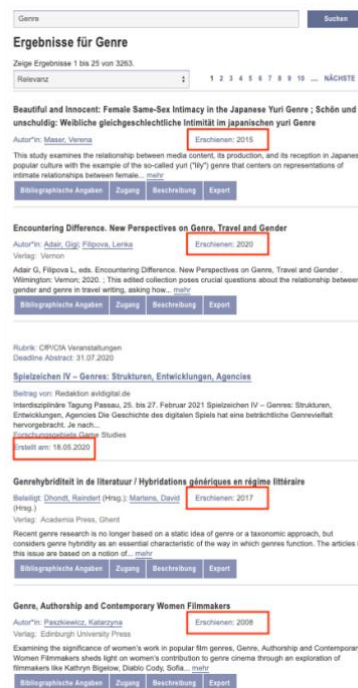 Genre
Suchen
Ergebnisse für Genre
Zeige Ergebnisse 1 bis 25 von 3263.
Relevanz
1 2 3 4 5 6 7 8 9 10 ... NÄCHSTE
Beautiful and Innocent: Female Same-Sex Intimacy in the Japanese Yuri Genre ; Schön und
unschuldig: Weibliche gleichgeschlechtliche Intimität im japanischen yuri Genre
Autor*in: Maser, Verena Erschienen: 2015
This study examines the relationship between media content, its production, and its reception in Japanese
popular culture with the example of the so-called yuri ("lily") genre that centers on representations of
intimate relationships between female... mehr
Bibliographische Angaben Zugang Beschreibung Export
Encountering Difference. New Perspectives on Genre, Travel and Gender
Autor*in: Adair, Gigi; Filipova, Lenka Erschienen: 2020
Verlag: Vernon
Adair G, Filipova L, eds. Encountering Difference. New Perspectives on Genre, Travel and Gender .
Wilmington: Vernon; 2020. ; This edited collection poses crucial questions about the relationship between
gender and genre in travel writing, asking how... mehr
Bibliographische Angaben Zugang Beschreibung Export
Rubrik: CfP/CfA Veranstaltungen
Deadline Abstract: 31.07.2020
Spielzeichen IV – Genres: Strukturen, Entwicklungen, Agencies
Beitrag von: Redaktion avldigital.de
Interdisziplinäre Tagung Passau, 25. bis 27. Februar 2021 Spielzeichen IV – Genres: Strukturen,
Entwicklungen, Agencies Die Geschichte des digitalen Spiels hat eine beträchtliche Genrevielfalt
hervorgebracht. Je nach...
Forschungsgebiete Game Studies
Erstellt am: 18.05.2020
Genrehybriditeit in de literatuur / Hybridations génériques en régime littéraire
Beteiligt: Dhondt, Reindert (Hrsg.); Martens, David Erschienen: 2017
(Hrsg.)
Verlag: Academia Press, Ghent
Recent genre research is no longer based on a static idea of genre or a taxonomic approach, but
considers genre hybridity as an essential characteristic of the way in which genres function. The articles i
this issue are based on a notion of... mehr
Bibliographische Angaben Zugang Beschreibung Export
Genre, Authorship and Contemporary Women Filmmakers
Autor*in: Paszkiewicz, Katarzyna Erschienen: 2008
Verlag: Edinburgh University Press
Examining the significance of women's work in popular film genres, Genre, Authorship and Contemporary
Women Filmmakers sheds light on women's contribution to genre cinema through an exploration of
filmmakers like Kathryn Bigelow, Diablo Cody, Sofia... mehr
Bibliographische Angaben Zugang Beschreibung Export